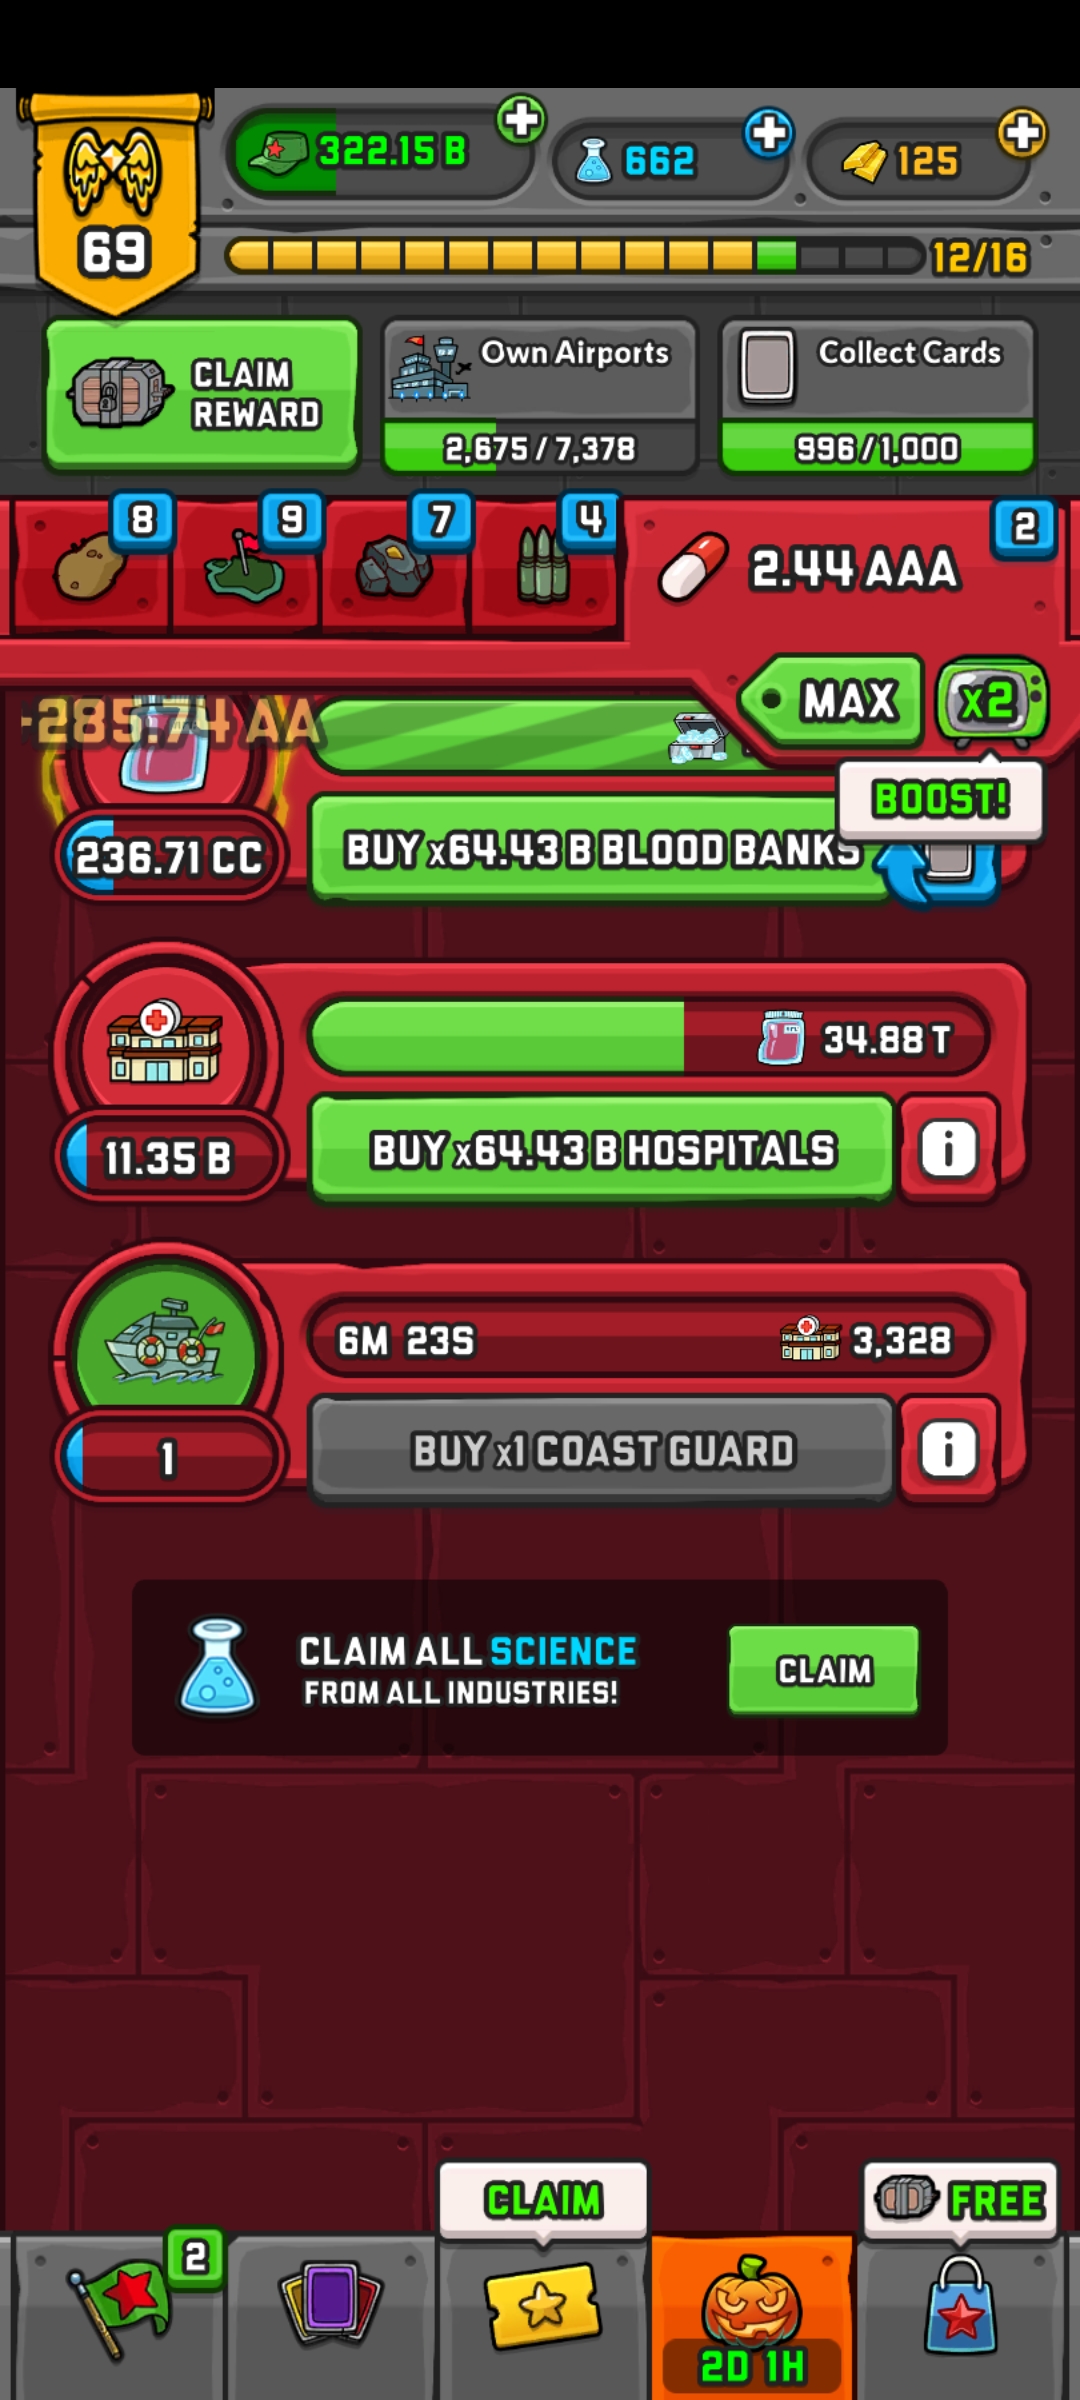 69
322.15 B
662
125
12/16
CLAIM
REWARD
Own Airports
2,675/7,378
Collect Cards
996/1,000
8
9
7
4
2
2.44 AAA
MAX
x2
BOOST!
-285.74 AA
236.71 CC
BUY x64.43 B BLOOD BANKS
34.88 T
11.35 B
BUY x64.43 B HOSPITALS
i
6M 23S
3,328
1
BUY x1 COAST GUARD
i
CLAIM ALL SCIENCE
FROM ALL INDUSTRIES!
CLAIM
CLAIM
FREE
2
2D 1H